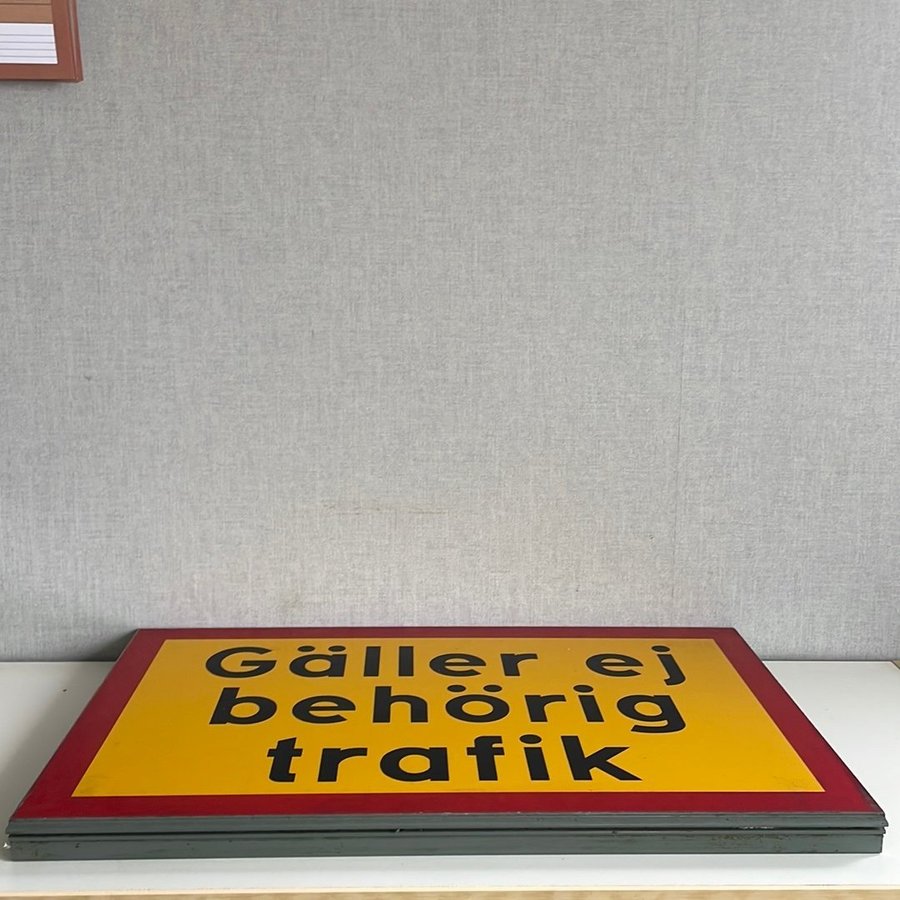 Gäller ej
behörig
trafik